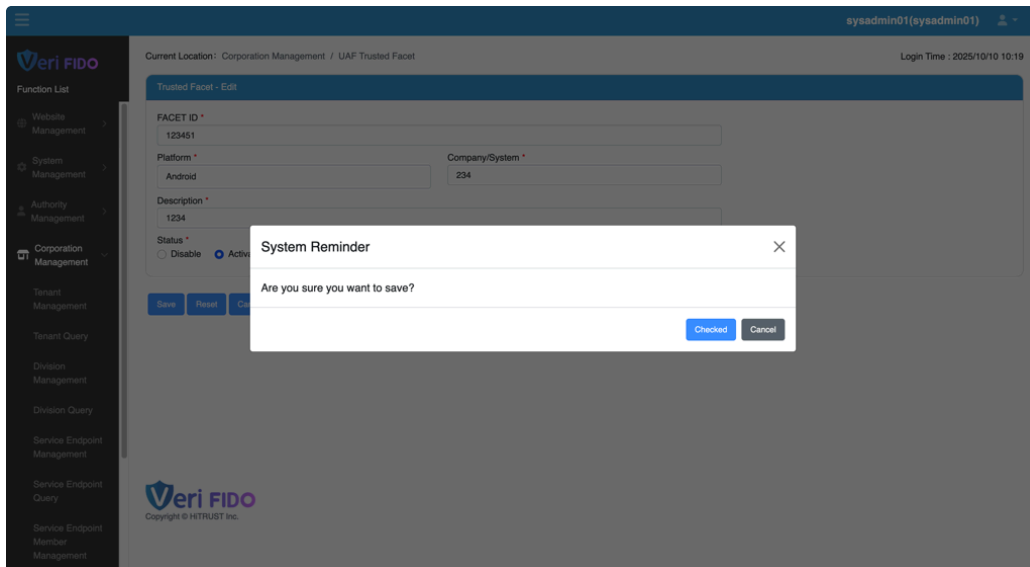 sysadmin01(sysadmin01)
Veri FIDO
Current Location： Corporation Management / UAF Trusted Facet
Login Time : 2025/10/10 10:19
Function List
Website
Management
System
Management
Authority
Management
Corporation
Management
Tenant
Management
Tenant Query
Division
Management
Division Query
Service Endpoint
Management
Service Endpoint
Query
Service Endpoint
Member
Management
Trusted Facet - Edit
FACET ID *
123451
Platform *
Company/System *
Android
234
Description *
1234
Status *
Disable
Save
Reset
System Reminder
Are you sure you want to save?
Checked
Cancel
Veri FIDO
Copyright © HiTRUST Inc.